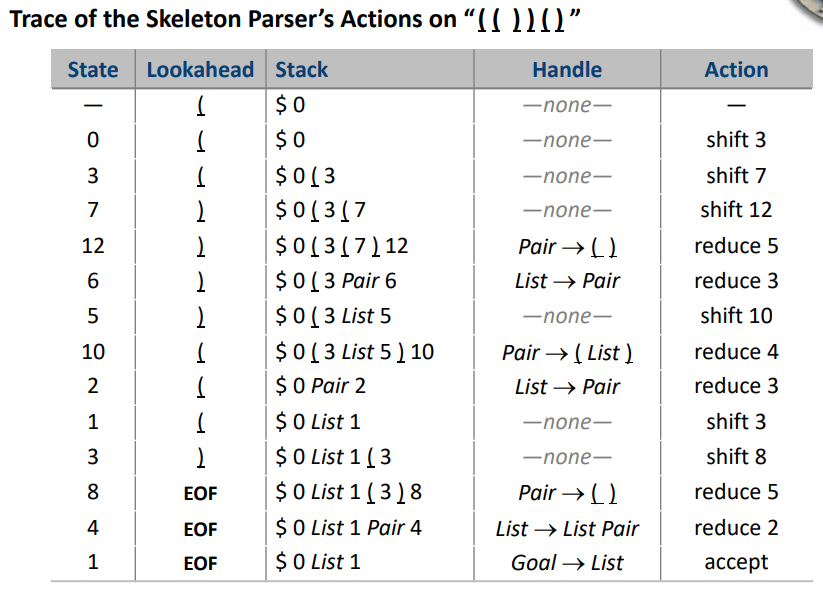 Trace of the Skeleton Parser’s Actions on “(( ))()”
State Lookahead Stack Handle Action
— ( $ 0 —none— —
0 ( $ 0 —none— shift 3
3 ( $ 0 ( 3 —none— shift 7
7 ) $ 0 ( 3 ( 7 —none— shift 12
12 ) $ 0 ( 3 ( 7 ) 12 Pair → ( ) reduce 5
6 ) $ 0 ( 3 Pair 6 List → Pair reduce 3
5 ) $ 0 ( 3 List 5 —none— shift 10
10 ( $ 0 ( 3 List 5 ) 10 Pair → ( List ) reduce 4
2 ( $ 0 Pair 2 List → Pair reduce 3
1 ( $ 0 List 1 —none— shift 3
3 ) $ 0 List 1 ( 3 —none— shift 8
8 EOF $ 0 List 1 ( 3 ) 8 Pair → ( ) reduce 5
4 EOF $ 0 List 1 Pair 4 List → List Pair reduce 2
1 EOF $ 0 List 1 Goal → List accept